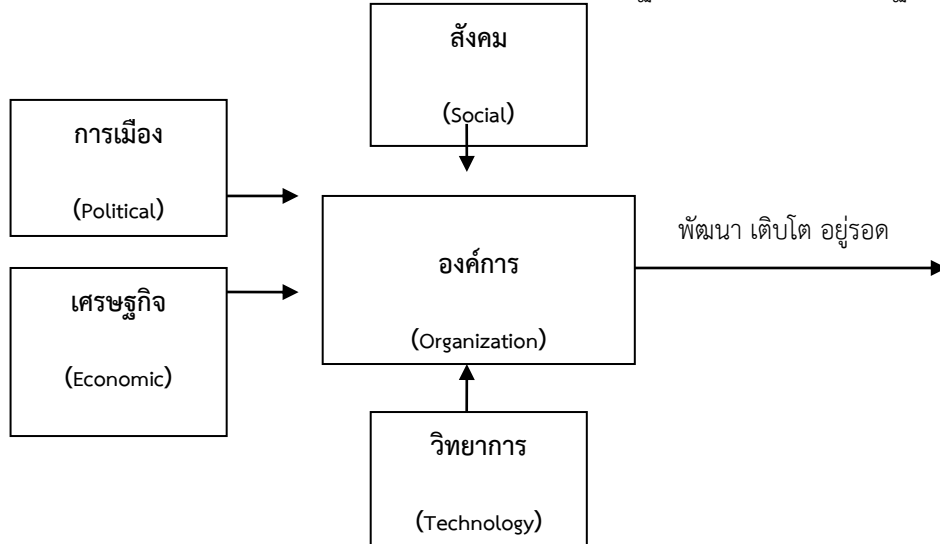 สังคม
(Social)
การเมือง
(Political)
เศรษฐกิจ
(Economic)
องค์การ
(Organization)
พัฒนา เติบโต อยู่รอด
วิทยาการ
(Technology)